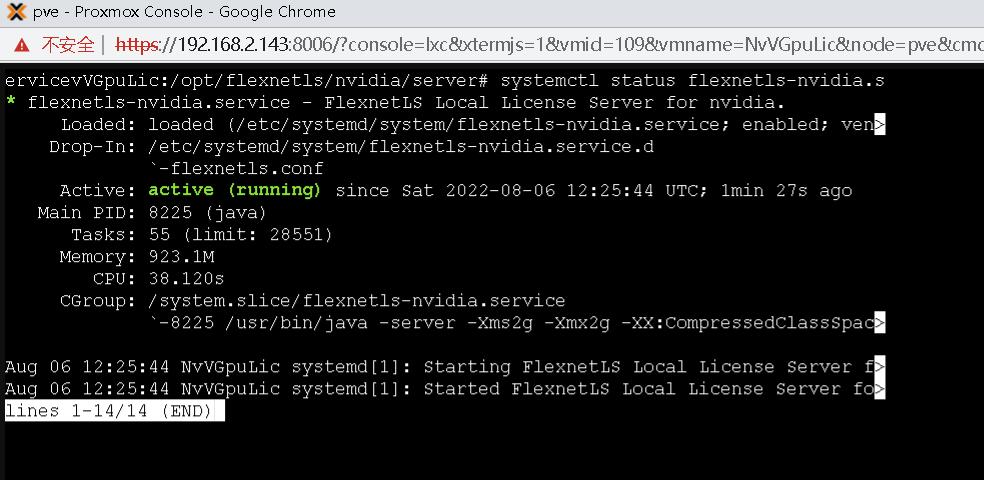 pve - Proxmox Console - Google Chrome
不安全 | https://192.168.2.143:8006/?console=lxc&xtermjs=1&vmid=109&vmname=NvVGpuLic&node=pve&cmd
ervicevVGpuLic:/opt/flexnetls/nvidia/server# systemctl status flexnetls-nvidia.s
* flexnetls-nvidia.service - FlexnetLS Local License Server for nvidia.
Loaded: loaded (/etc/systemd/system/flexnetls-nvidia.service; enabled; ven>
Drop-In: /etc/systemd/system/flexnetls-nvidia.service.d
`-flexnetls.conf
Active: active (running) since Sat 2022-08-06 12:25:44 UTC; 1min 27s ago
Main PID: 8225 (java)
Tasks: 55 (limit: 28551)
Memory: 923.1M
CPU: 38.120s
CGroup: /system.slice/flexnetls-nvidia.service
`-8225 /usr/bin/java -server -Xms2g -Xmx2g -XX:CompressedClassSpac>
Aug 06 12:25:44 NvVGpuLic systemd[1]: Starting FlexnetLS Local License Server f>
Aug 06 12:25:44 NvVGpuLic systemd[1]: Started FlexnetLS Local License Server fo>
lines 1-14/14 (END)